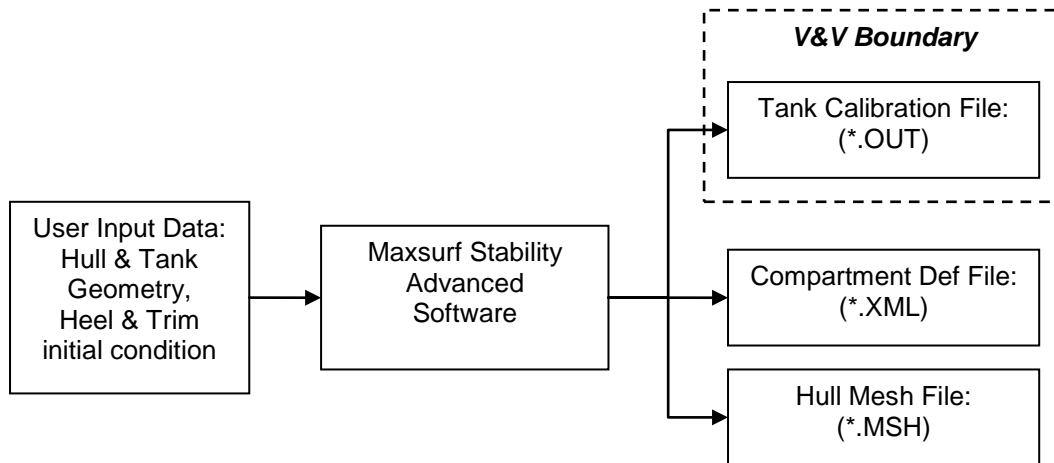 V&V Boundary
Tank Calibration File:
(*.OUT)
User Input Data:
Hull & Tank
Geometry,
Heel & Trim
initial condition
Maxsurf Stability
Advanced
Software
Compartment Def File:
(*.XML)
Hull Mesh File:
(*.MSH)